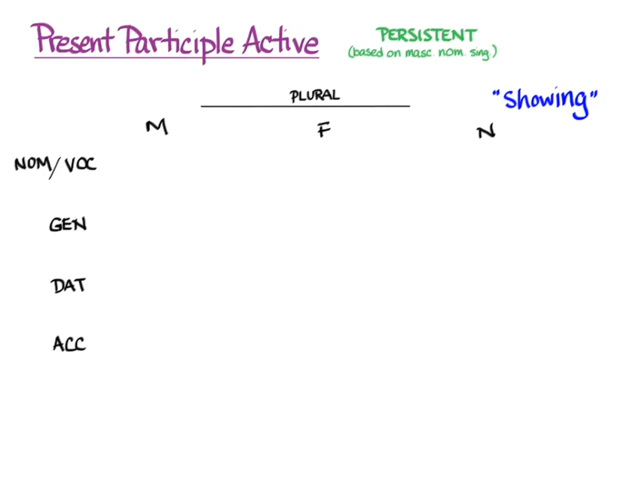 Present Participle Active
PERSISTENT
(based on masc. nom. sing.)
PLURAL
"Showing"
M F N
NOM/VOC
GEN
DAT
ACC